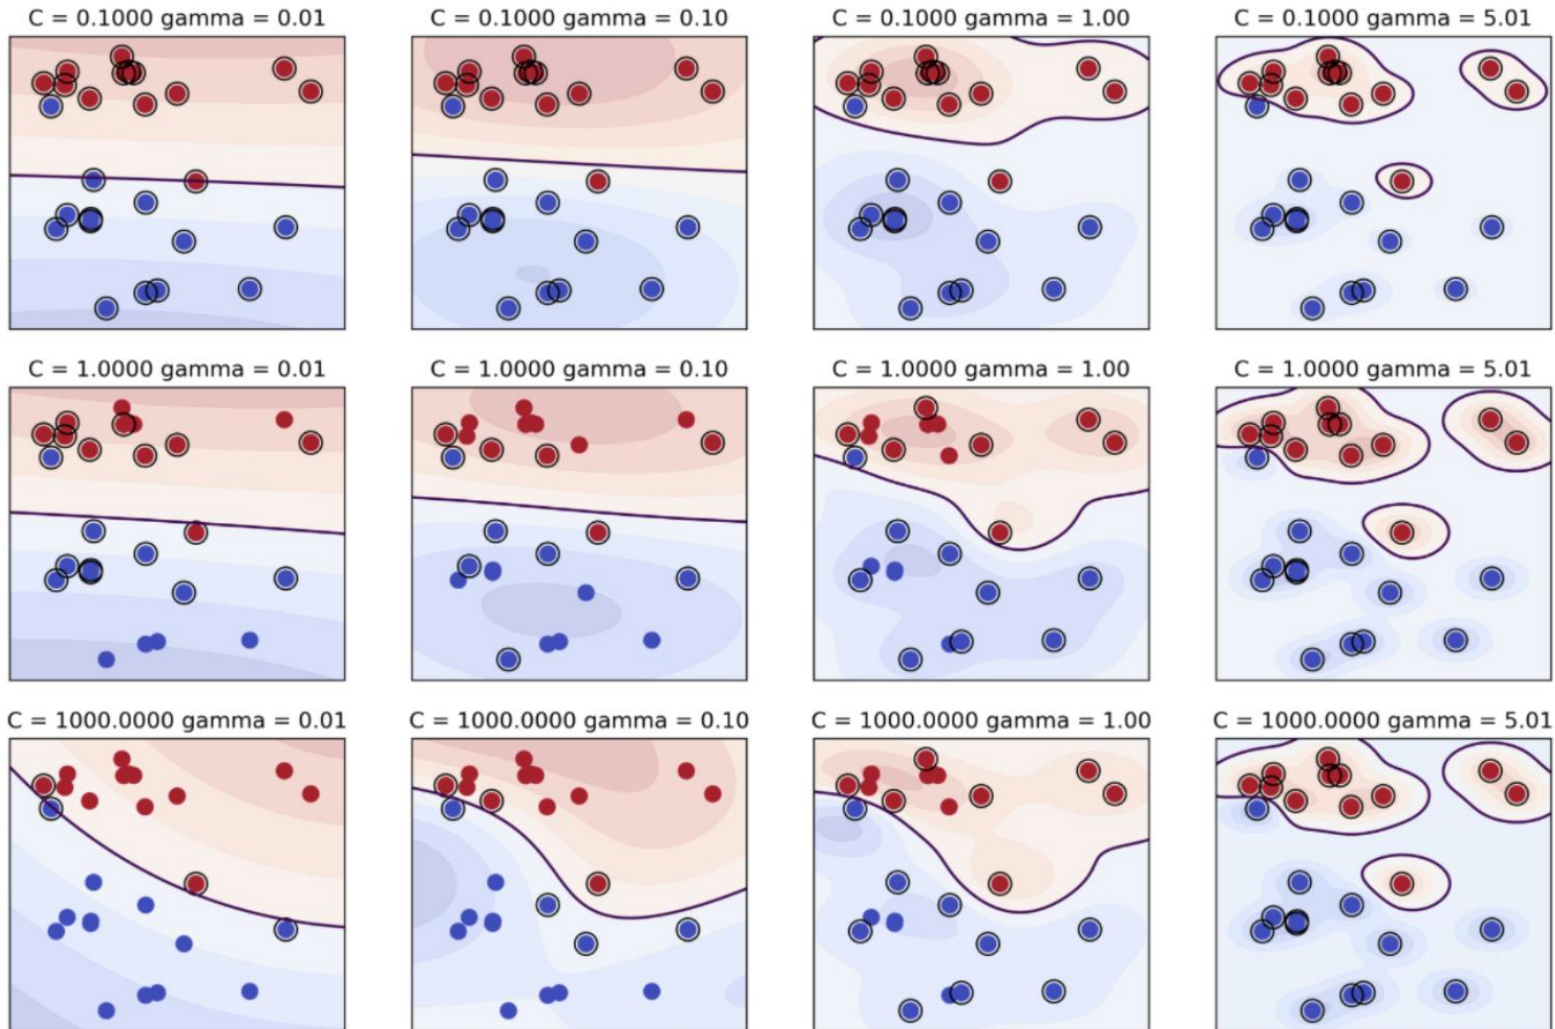 C = 0.1000 gamma = 0.01
C = 0.1000 gamma = 0.10
C = 0.1000 gamma = 1.00
C = 0.1000 gamma = 5.01
C = 1.0000 gamma = 0.01
C = 1.0000 gamma = 0.10
C = 1.0000 gamma = 1.00
C = 1.0000 gamma = 5.01
C = 1000.0000 gamma = 0.01
C = 1000.0000 gamma = 0.10
C = 1000.0000 gamma = 1.00
C = 1000.0000 gamma = 5.01